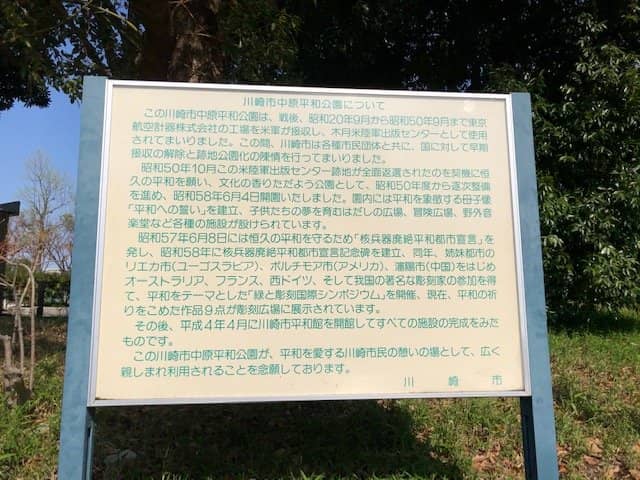 川崎市中原平和公園について
この川崎市中原平和公園は、戦後、昭和20年9月から昭和50年9月まで東京
航空計器株式会社の工場を米軍が接収し、木月米陸軍出版センターとして使用
されてまいりました。この間、川崎市は各種市民団体と共に、国に対して早期
接収の解除と跡地公園化の陳情を行ってまいりました。
昭和50年10月この米陸軍出版センター跡地が全面返還されたのを契機に恒
久の平和を願い、文化の香りただよう公園として、昭和50年度から逐次整備
を進め、昭和58年6月4日開園いたしました。園内には平和を象徴する母子像
「平和への誓い」を建立、子供たちの夢を育むはだしの広場、冒険広場、野外音
楽堂など各種の施設が設けられています。
昭和57年6月8日には恒久の平和を守るため「核兵器廃絶平和都市宣言」を
発し、昭和58年に核兵器廃絶平和都市宣言記念碑を建立、同年、姉妹都市の
リエカ市（ユーゴスラビア）、ボルチモア市（アメリカ）、瀋陽市（中国）をはじめ
オーストラリア、フランス、西ドイツ、そして我国の著名な彫刻家の参加を得
て、平和をテーマとした「緑と彫刻国際シンポジウム」を開催、現在、平和の祈
りをこめた作品9点が彫刻広場に展示されています。
その後、平成4年4月に川崎市平和館を開館してすべての施設の完成をみた
ものです。
この川崎市中原平和公園が、平和を愛する川崎市民の憩いの場として、広く
親しまれ利用されることを念願しております。
川崎市